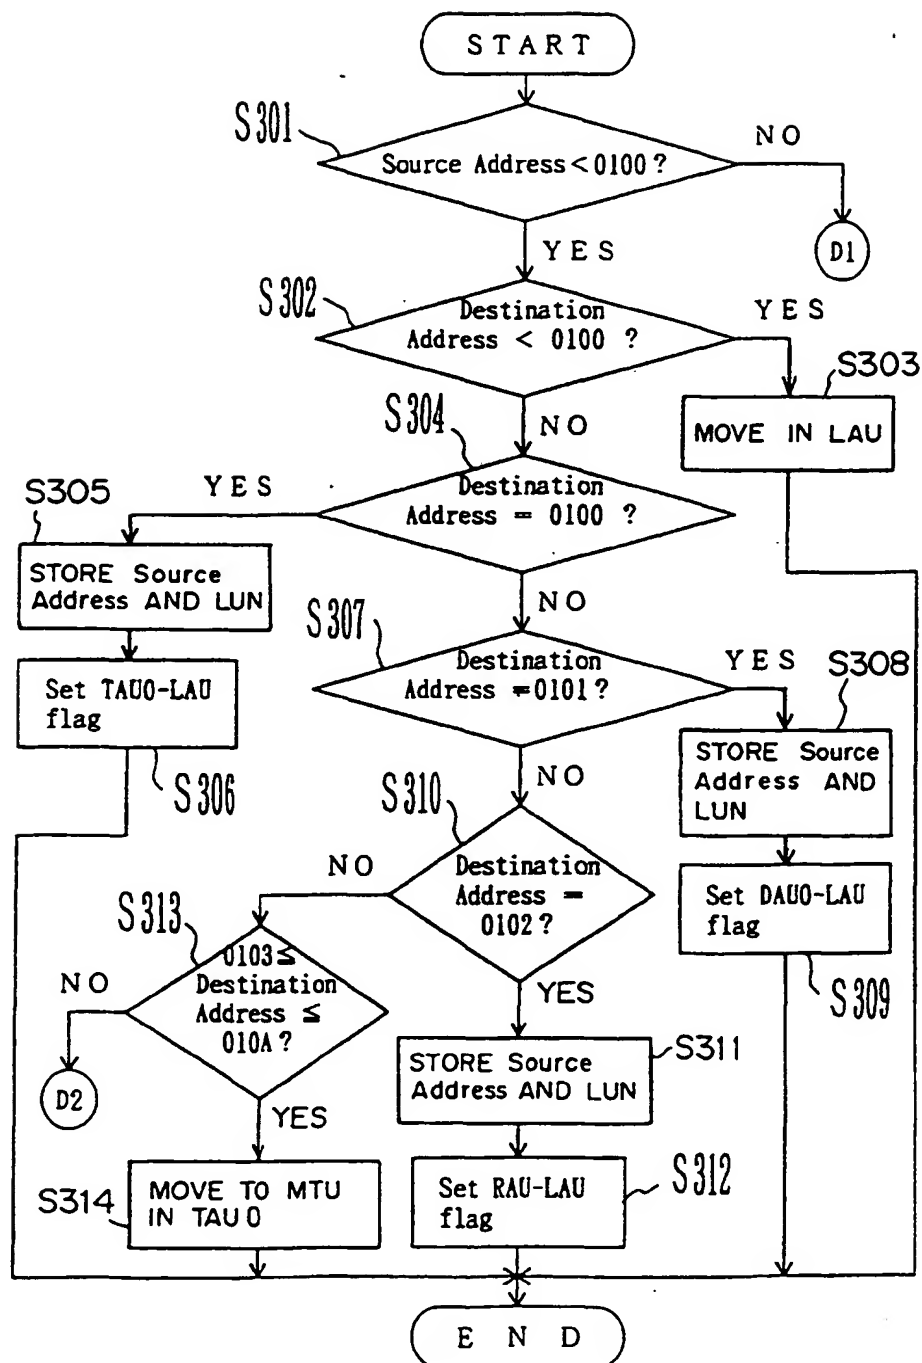 START
S301
Source Address < 0100 ?
NO
D1
YES
S302
Destination
Address < 0100 ?
YES
S303
MOVE IN LAU
NO
S304
Destination
Address = 0100 ?
YES
S305
STORE Source
Address AND LUN
Set TAU0-LAU
flag
S306
NO
S307
Destination
Address = 0101 ?
YES
S308
STORE Source
Address AND
LUN
Set DAU0-LAU
flag
S309
NO
S310
Destination
Address =
0102 ?
NO
S313
0103 ≤
Destination
Address ≤
010A ?
NO
D2
YES
S314
MOVE TO MTU
IN TAU 0
YES
S311
STORE Source
Address AND LUN
Set RAU-LAU
flag
S312
END